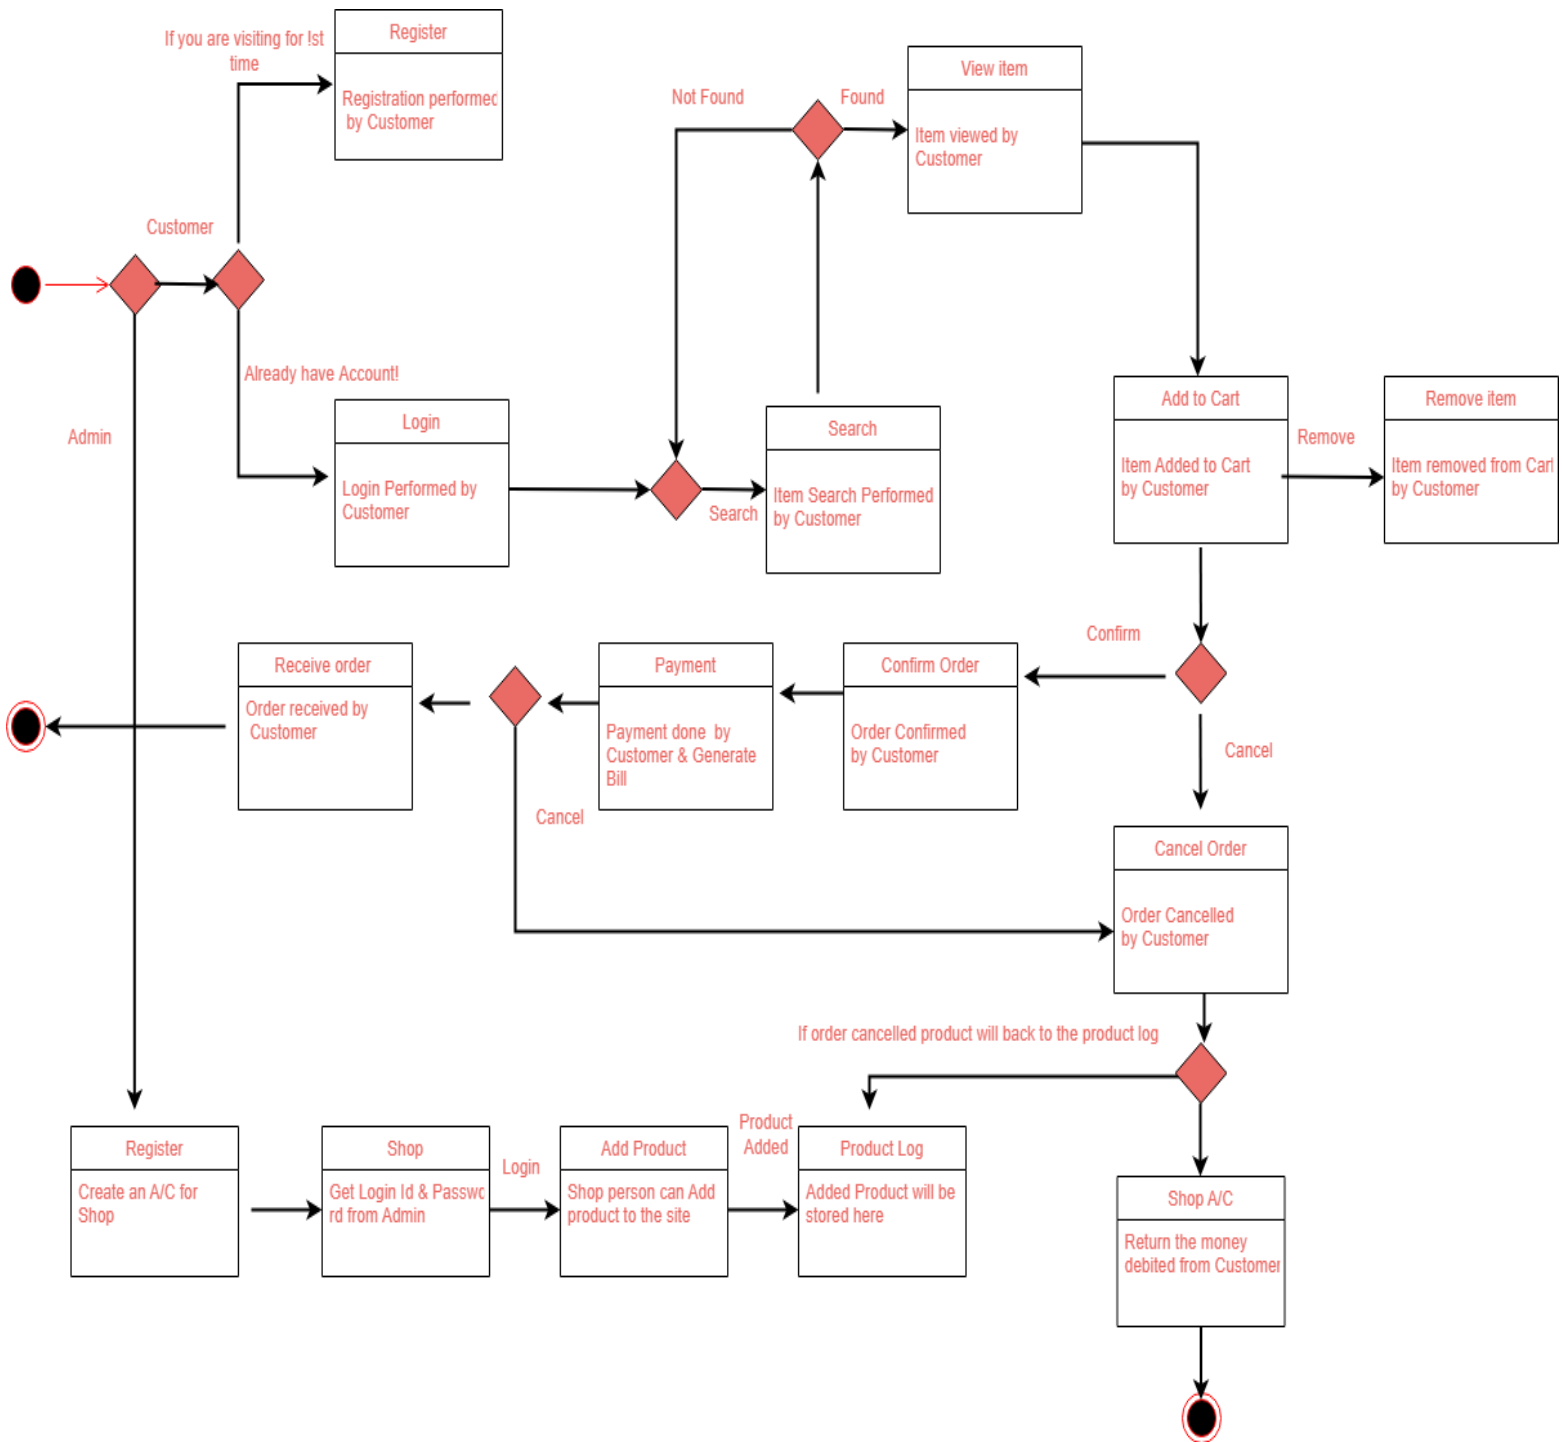 If you are visiting for !st
time
Register
Registration performed
by Customer
Not Found
Found
View item
Item viewed by
Customer
Customer
Already have Account!
Admin
Login
Login Performed by
Customer
Search
Search
Item Search Performed
by Customer
Add to Cart
Item Added to Cart
by Customer
Remove
Remove item
Item removed from Cart
by Customer
Receive order
Order received by
Customer
Payment
Payment done by
Customer & Generate
Bill
Confirm Order
Order Confirmed
by Customer
Confirm
Cancel
Cancel
Cancel Order
Order Cancelled
by Customer
If order cancelled product will back to the product log
Register
Create an A/C for
Shop
Shop
Get Login Id & Passwo
rd from Admin
Login
Add Product
Shop person can Add
product to the site
Product
Added
Product Log
Added Product will be
stored here
Shop A/C
Return the money
debited from Customer